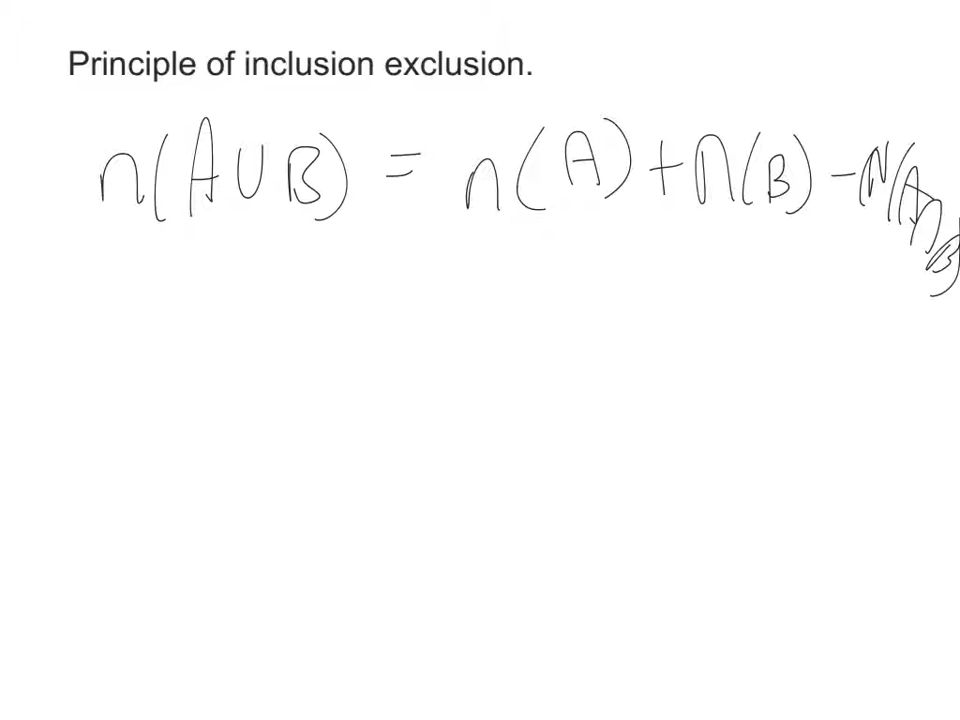 Principle of inclusion exclusion.
n(A∪B) = n(A)+n(B)-n(A∩B)